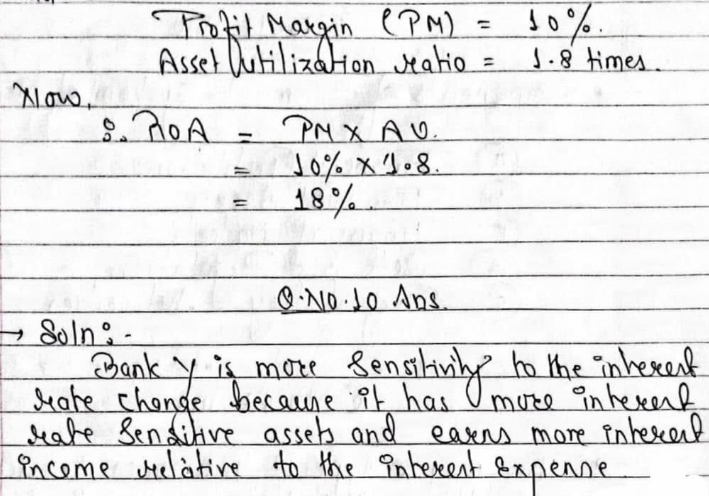 Profit Margin (PM) = 10%.
Asset Utilization ratio = 1.8 times.
Now,
∴ ROA = PM X AU.
= 10% X 1.8.
= 18%
Q.No.10 Ans
→ Soln:-
Bank Y is more Sensitivity to the interest
rate change because it has more interest
rate Sensitive assets and earns more interest
income relative to the interest Expense